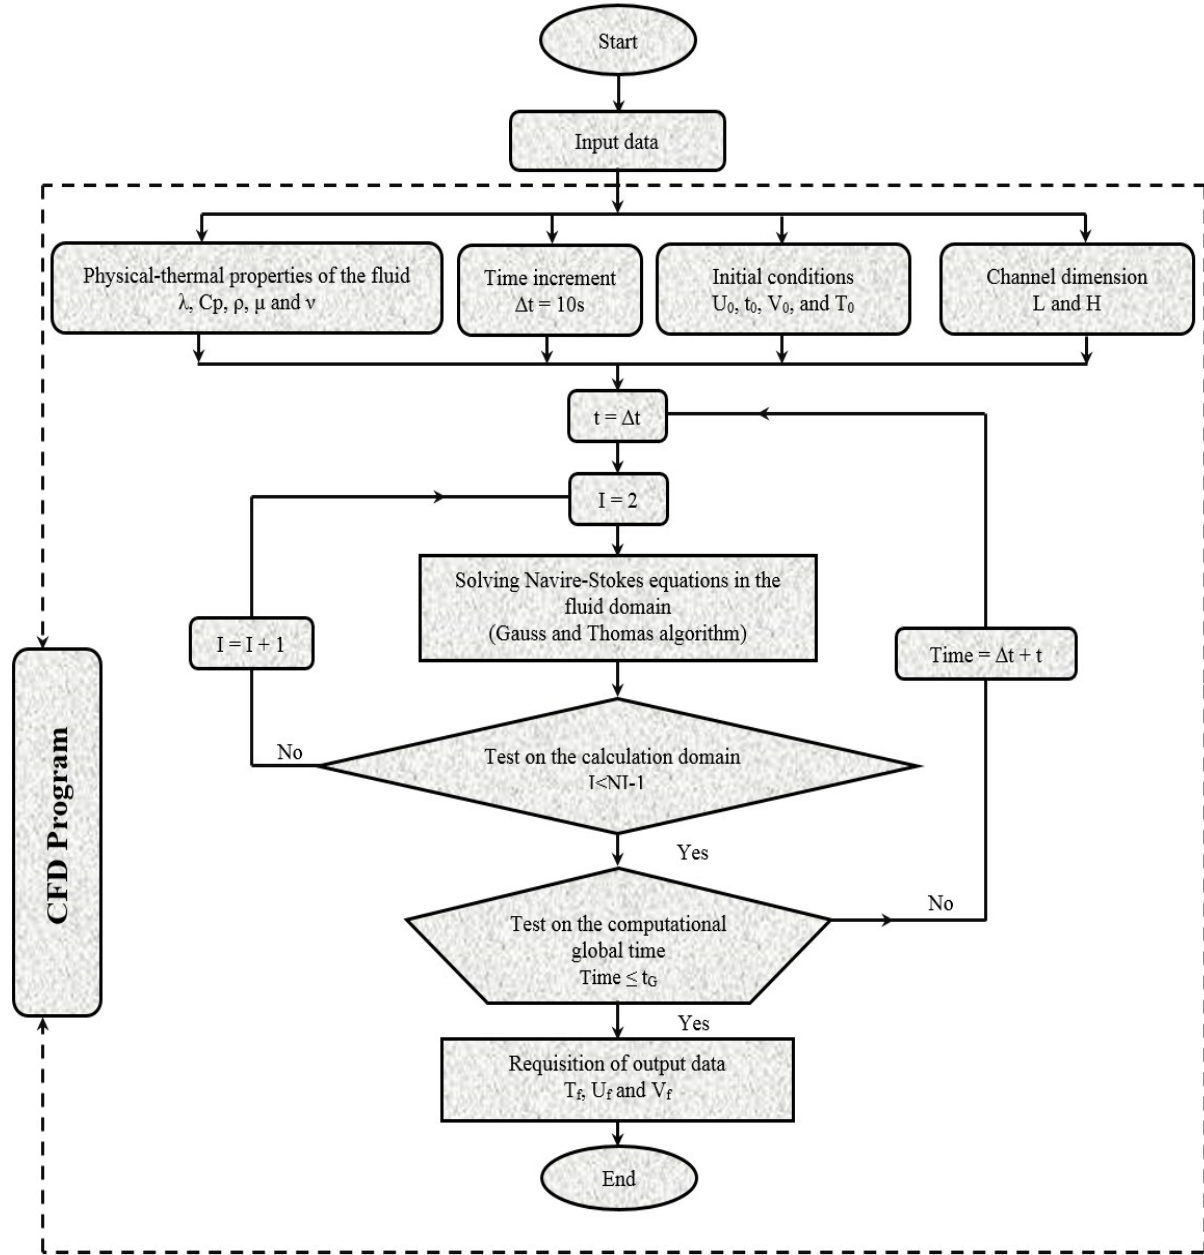 Start
Input data
Physical-thermal properties of the fluid
λ, Cp, ρ, μ and ν
Time increment
Δt = 10s
Initial conditions
U₀, t₀, V₀, and T₀
Channel dimension
L and H
t = Δt
I = 2
Solving Navire-Stokes equations in the
fluid domain
(Gauss and Thomas algorithm)
I = I + 1
Time = Δt + t
No
Test on the calculation domain
I<NI-1
Yes
CFD Program
Test on the computational
global time
Time ≤ t_G
No
Yes
Requisition of output data
T_f, U_f and V_f
End